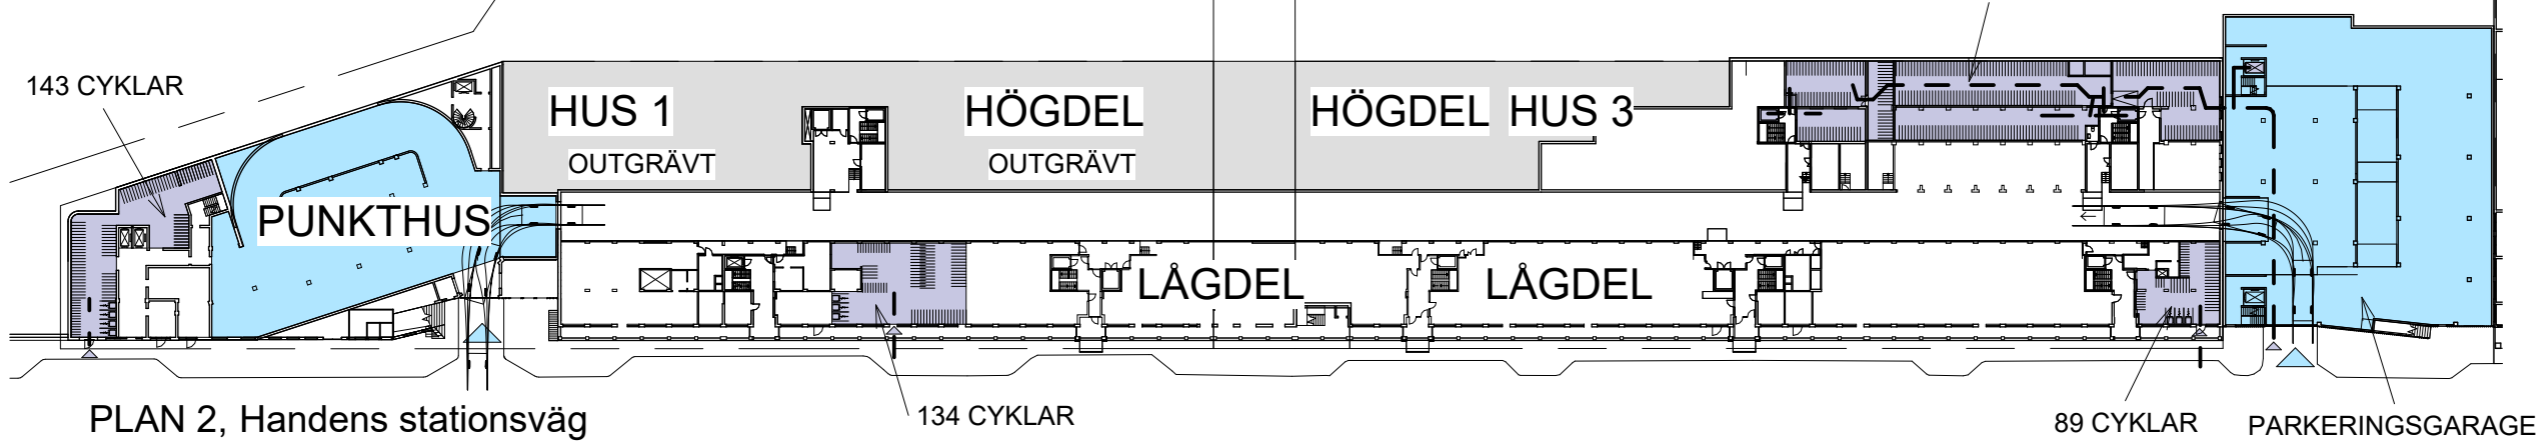 143 CYKLAR
HUS 1
HÖGDEL
HÖGDEL
HUS 3
OUTGRÄVT
OUTGRÄVT
PUNKTHUS
LÅGDEL
LÅGDEL
PLAN 2, Handens stationsväg
134 CYKLAR
89 CYKLAR
PARKERINGSGARAGE